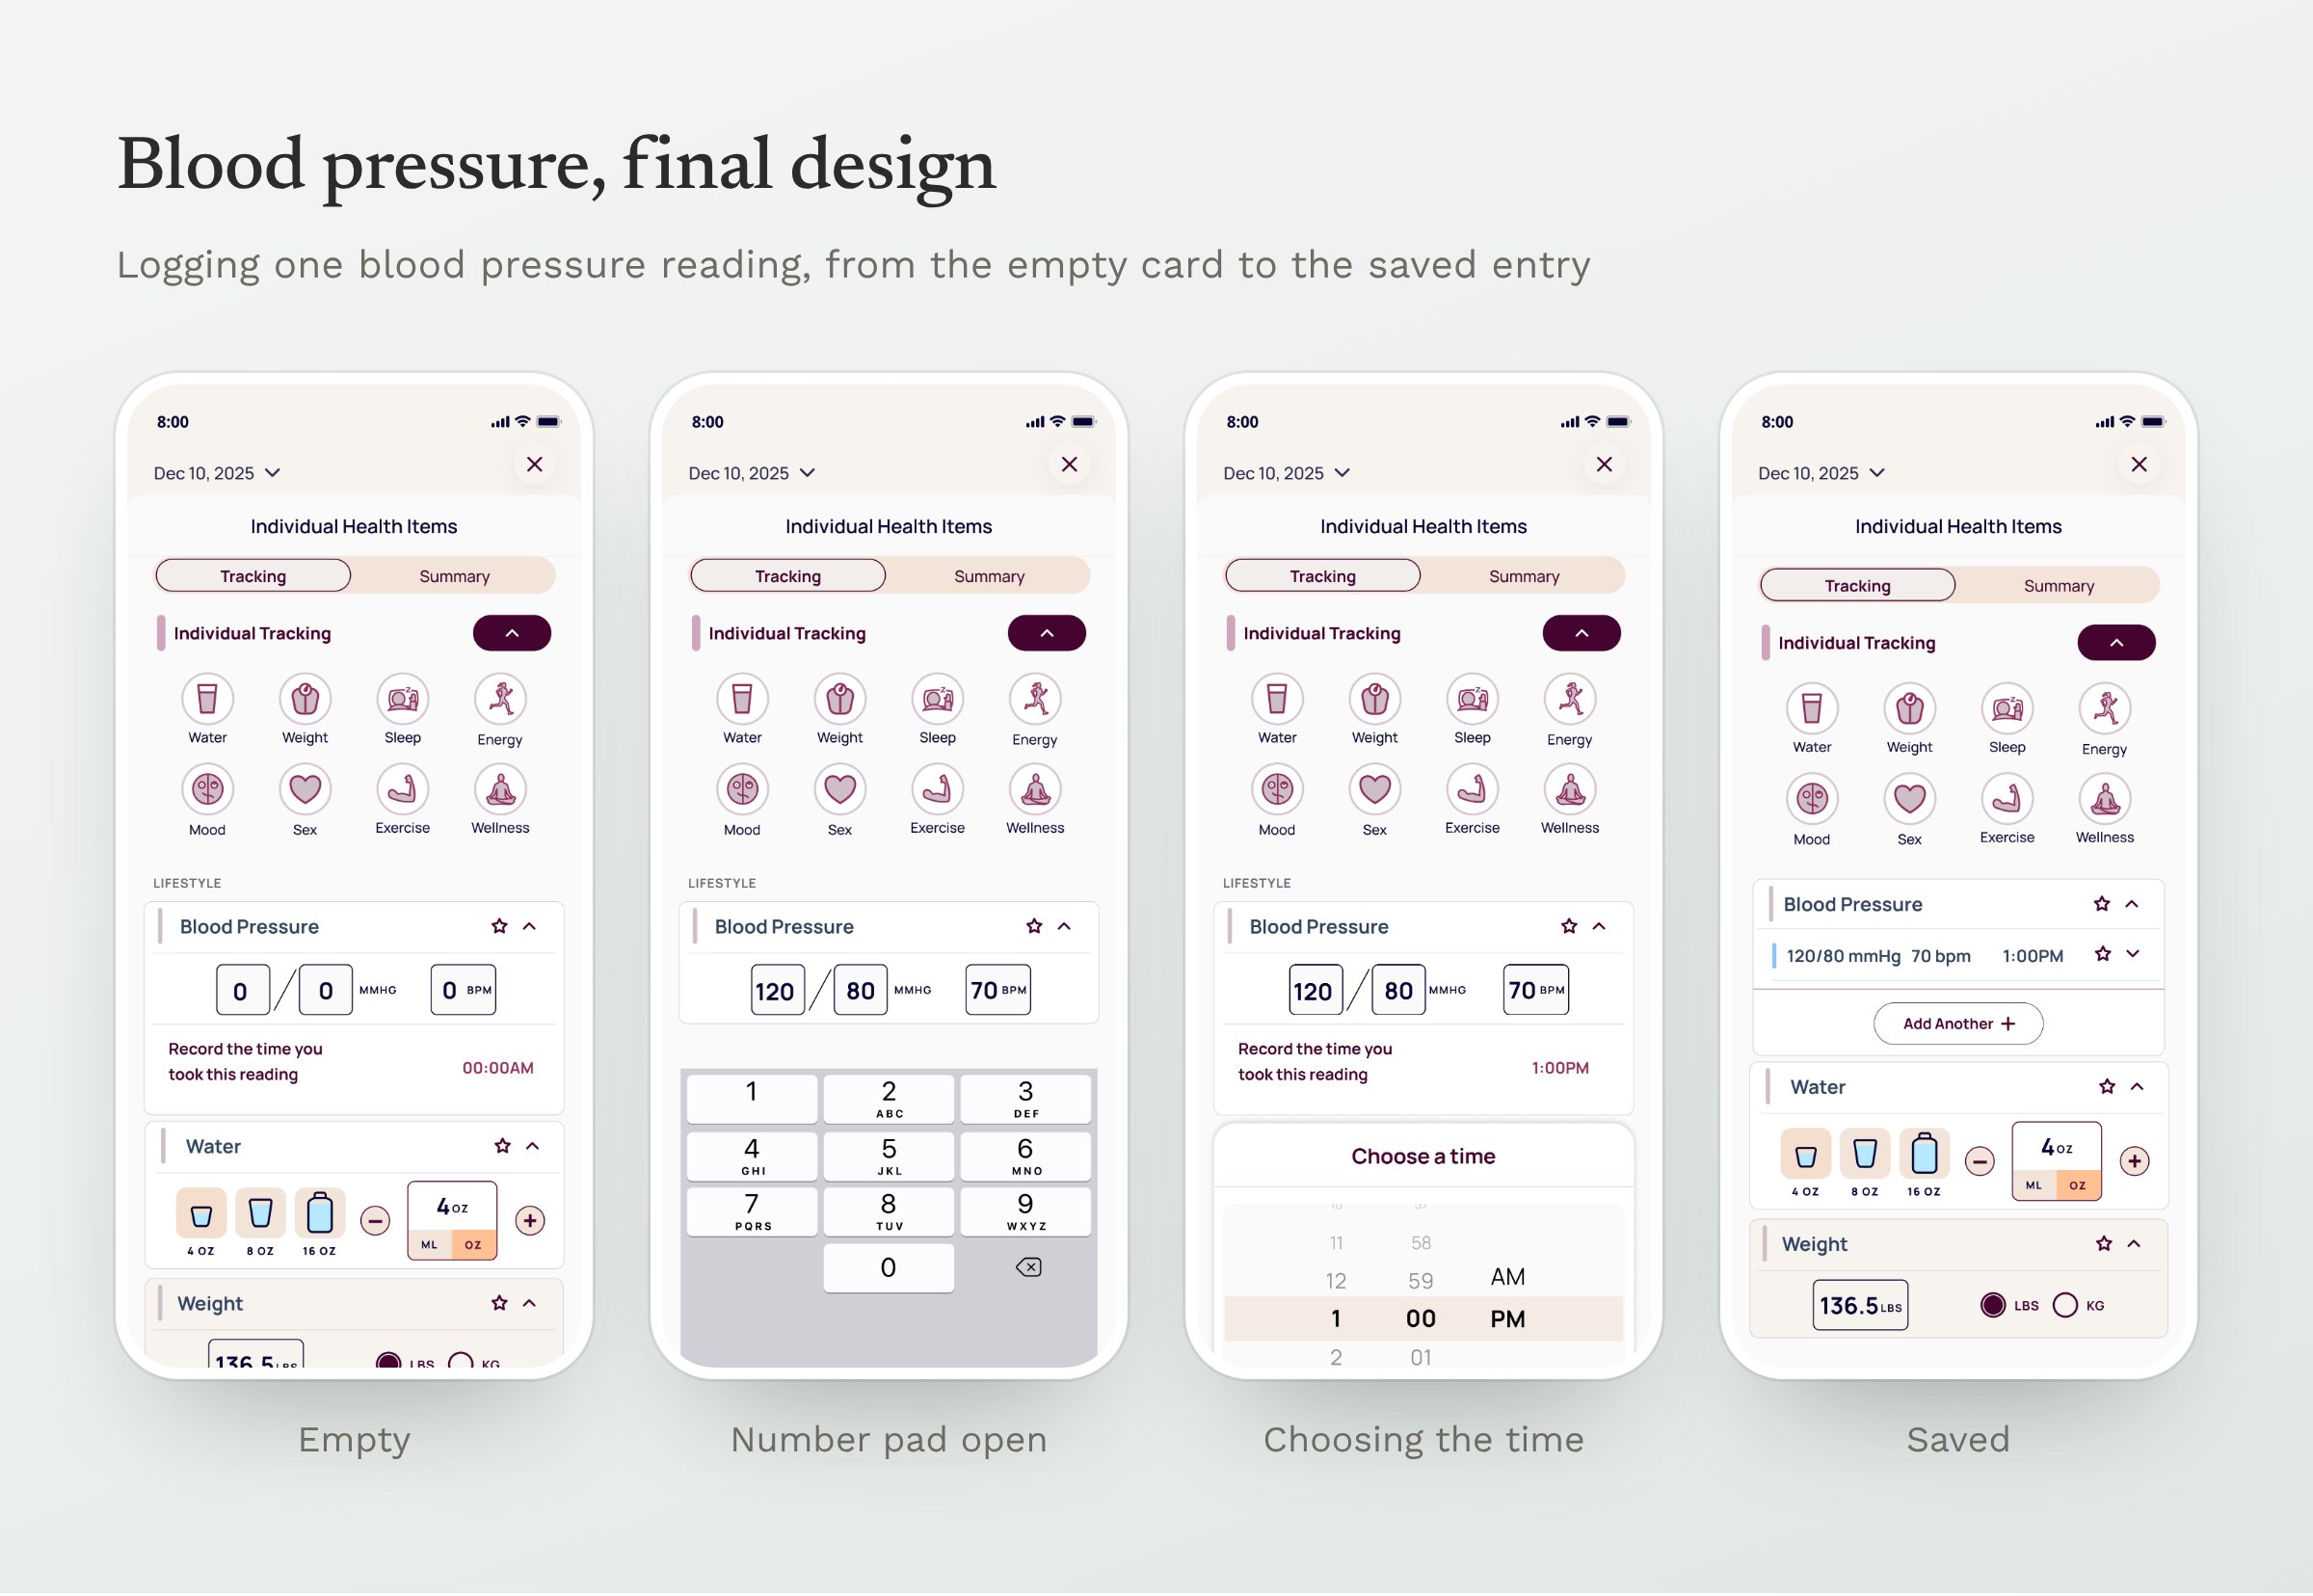 Blood pressure, final design
Logging one blood pressure reading, from the empty card to the saved entry
8:00
Dec 10, 2025
Individual Health Items
Tracking Summary
Individual Tracking
Water Weight Sleep Energy
Mood Sex Exercise Wellness
LIFESTYLE
Blood Pressure
0 / 0 MMHG 0 BPM
Record the time you
took this reading
00:00AM
Water
4 OZ 8 OZ 16 OZ
4 OZ
ML OZ
Weight
136.5 LBS LBS KG
Empty
8:00
Dec 10, 2025
Individual Health Items
Tracking Summary
Individual Tracking
Water Weight Sleep Energy
Mood Sex Exercise Wellness
LIFESTYLE
Blood Pressure
120 / 80 MMHG 70 BPM
1 2 3
ABC DEF
4 5 6
GHI JKL MNO
7 8 9
PQRS TUV WXYZ
0
Number pad open
8:00
Dec 10, 2025
Individual Health Items
Tracking Summary
Individual Tracking
Water Weight Sleep Energy
Mood Sex Exercise Wellness
LIFESTYLE
Blood Pressure
120 / 80 MMHG 70 BPM
Record the time you
took this reading
1:00PM
Choose a time
11 58
12 59 AM
1 00 PM
2 01
Choosing the time
8:00
Dec 10, 2025
Individual Health Items
Tracking Summary
Individual Tracking
Water Weight Sleep Energy
Mood Sex Exercise Wellness
Blood Pressure
120/80 mmHg 70 bpm 1:00PM
Add Another +
Water
4 OZ 8 OZ 16 OZ
4 OZ
ML OZ
Weight
136.5 LBS LBS KG
Saved